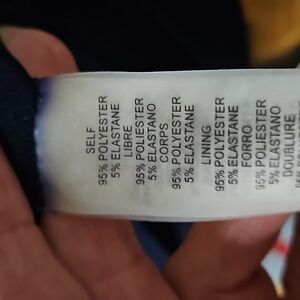 SELF
95% POLYESTER
5% ELASTANE
LIBRE
95% POLIESTER
5% ELASTANO
CORPS
95% POLYESTER
5% ELASTANE
LINING
95% POLYESTER
5% ELASTANE
FORRO
95% POLIESTER
5% ELASTANO
DOUBLURE